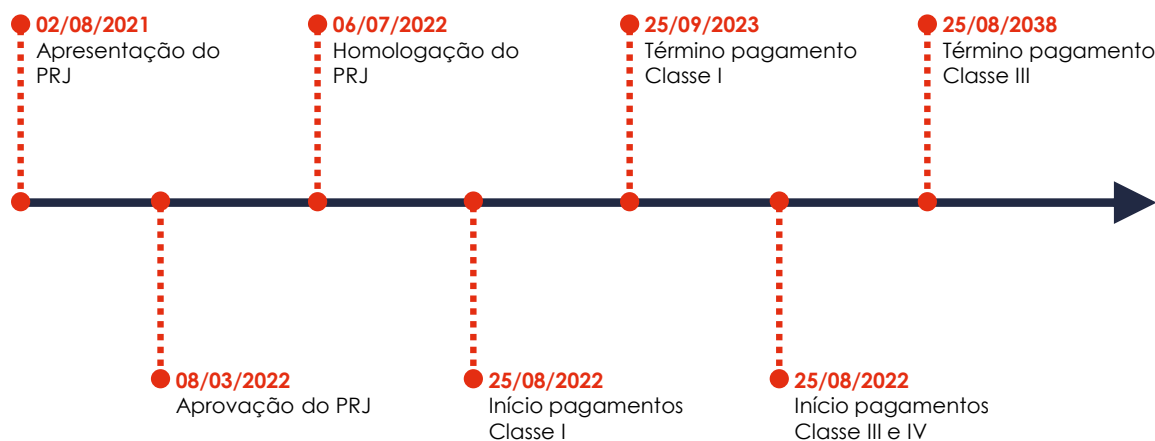 02/08/2021
Apresentação do
PRJ
06/07/2022
Homologação do
PRJ
25/09/2023
Término pagamento
Classe I
25/08/2038
Término pagamento
Classe III
08/03/2022
Aprovação do PRJ
25/08/2022
Início pagamentos
Classe I
25/08/2022
Início pagamentos
Classe III e IV